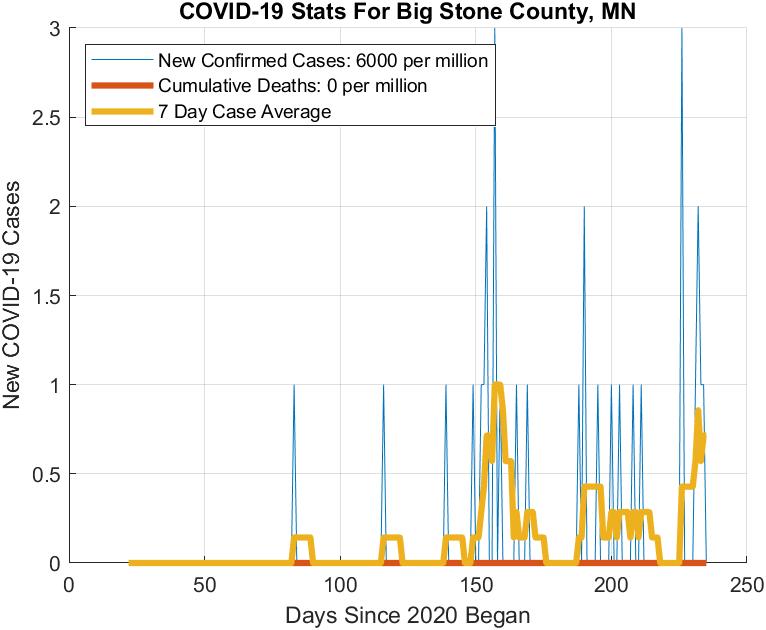 COVID-19 Stats For Big Stone County, MN
New Confirmed Cases: 6000 per million
Cumulative Deaths: 0 per million
7 Day Case Average
New COVID-19 Cases
3
2.5
2
1.5
1
0.5
0
0 50 100 150 200 250
Days Since 2020 Began